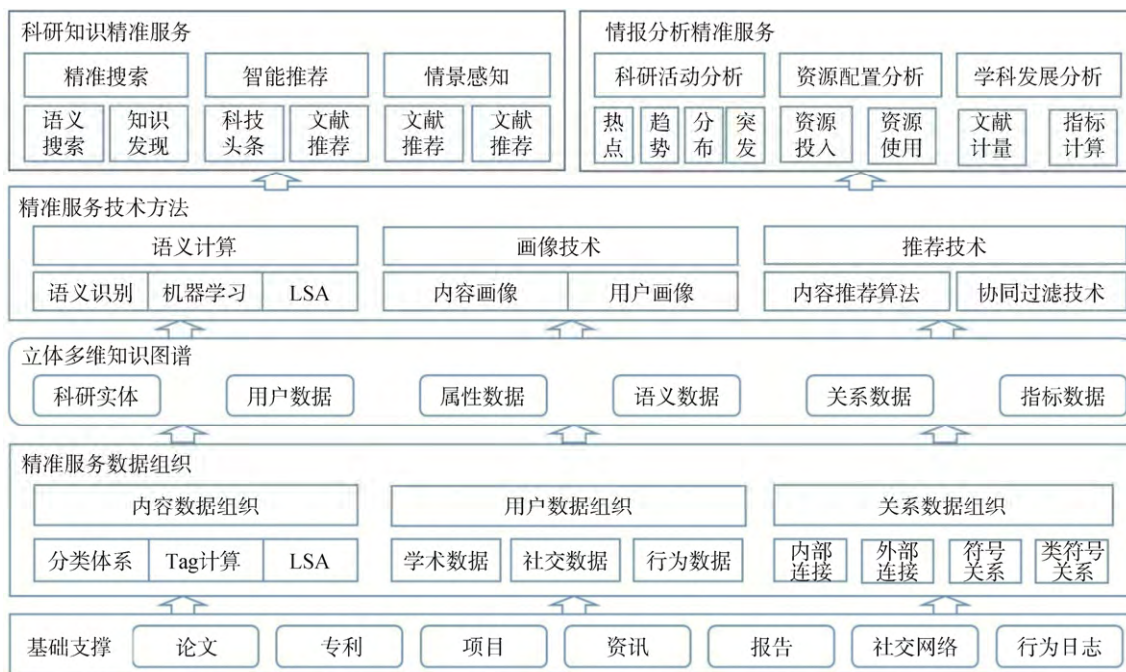 科研知识精准服务
情报分析精准服务
精准搜索
智能推荐
情景感知
科研活动分析
资源配置分析
学科发展分析
语义
搜索
知识
发现
科技
头条
文献
推荐
文献
推荐
文献
推荐
热
点
趋
势
分
布
突
发
资源
投入
资源
使用
文献
计量
指标
计算
精准服务技术方法
语义计算
画像技术
推荐技术
语义识别
机器学习
LSA
内容画像
用户画像
内容推荐算法
协同过滤技术
立体多维知识图谱
科研实体
用户数据
属性数据
语义数据
关系数据
指标数据
精准服务数据组织
内容数据组织
用户数据组织
关系数据组织
分类体系
Tag计算
LSA
学术数据
社交数据
行为数据
内部
连接
外部
连接
符号
关系
类符号
关系
基础支撑
论文
专利
项目
资讯
报告
社交网络
行为日志